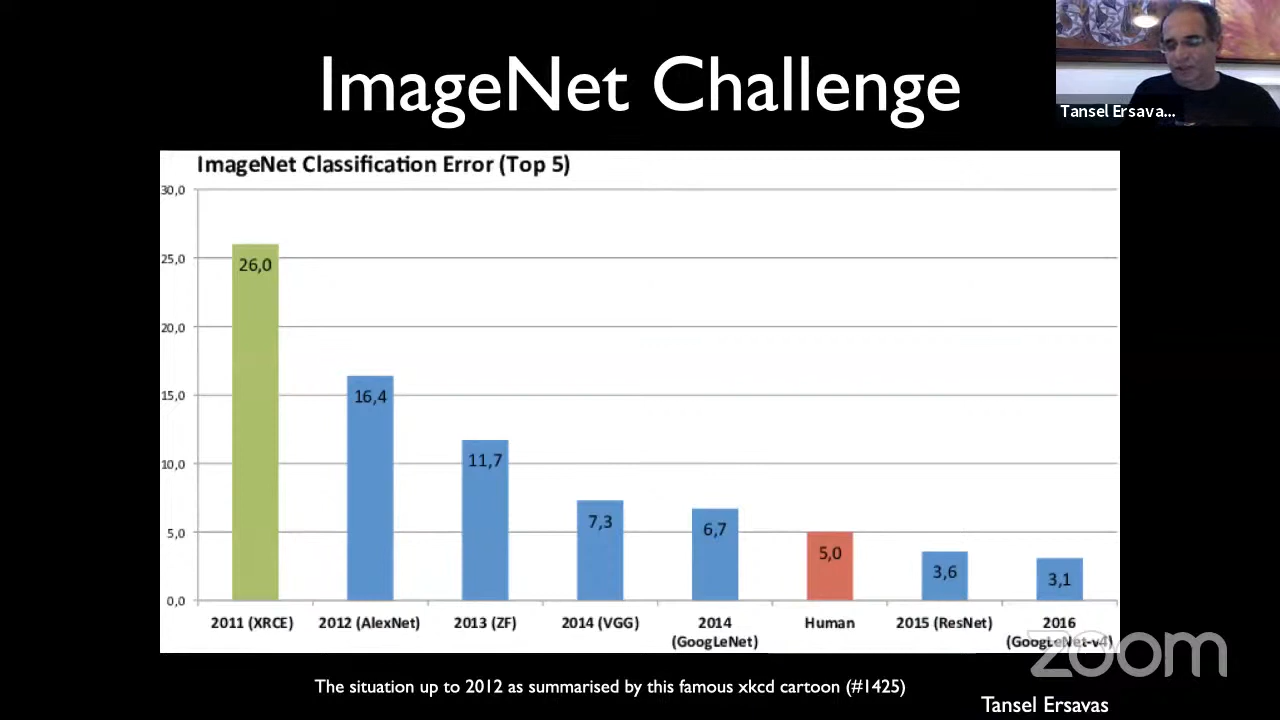 ImageNet Challenge
Tansel Ersava...
ImageNet Classification Error (Top 5)
30,0
25,0
20,0
15,0
10,0
5,0
0,0
26,0
16,4
11,7
7,3
6,7
5,0
3,6
3,1
2011 (XRCE)
2012 (AlexNet)
2013 (ZF)
2014 (VGG)
2014
(GoogLeNet)
Human
2015 (ResNet)
2016
(GoogLeNet-v4)
zoom
The situation up to 2012 as summarised by this famous xkcd cartoon (#1425)
Tansel Ersavas